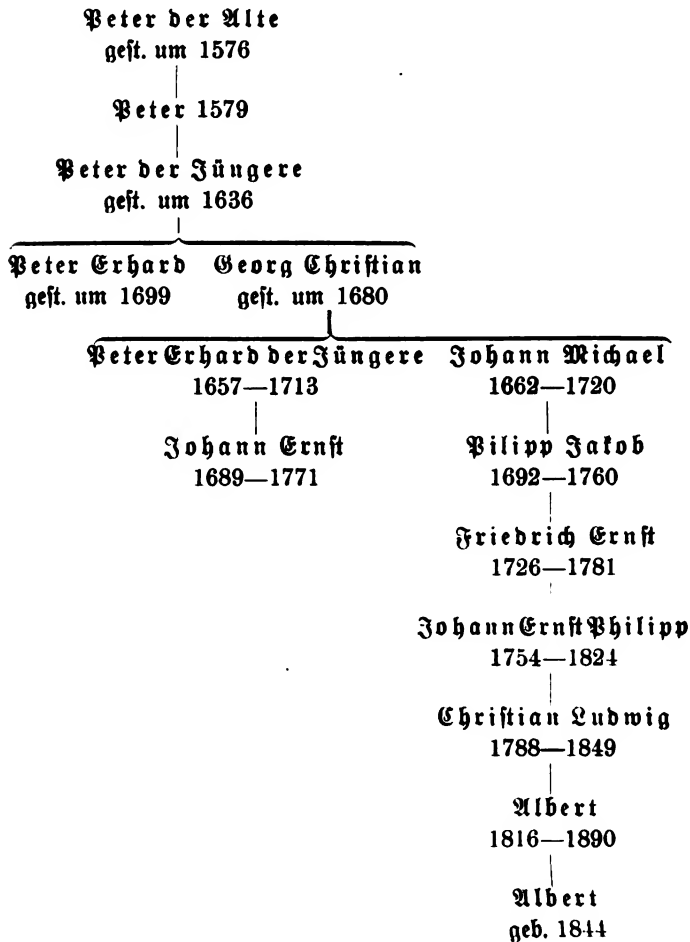 Peter der Alte
gest. um 1576
Peter 1579
Peter der Jüngere
gest. um 1636
Peter Erhard Georg Christian
gest. um 1699 gest. um 1680
Peter Erhard der Jüngere Johann Michael
1657—1713 1662—1720
Johann Ernst Pilipp Jakob
1689—1771 1692—1760
Friedrich Ernst
1726—1781
Johann Ernst Philipp
1754—1824
Christian Ludwig
1788—1849
Albert
1816—1890
Albert
geb. 1844